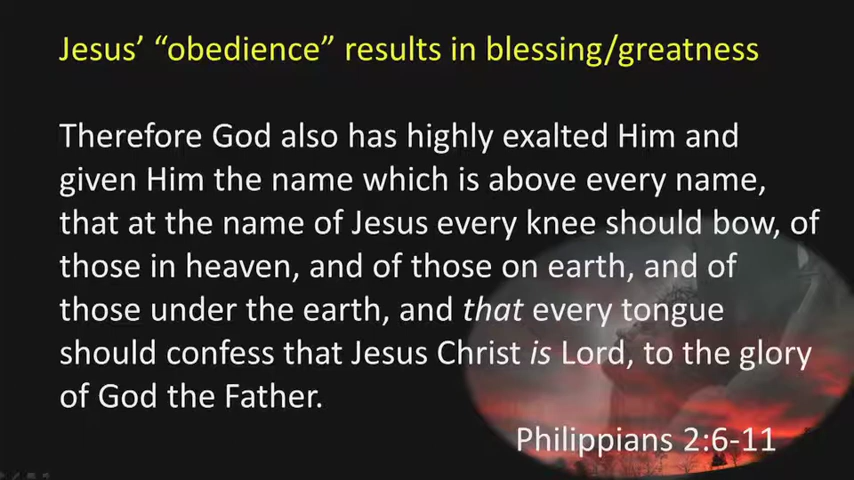 Jesus’ “obedience” results in blessing/greatness
Therefore God also has highly exalted Him and
given Him the name which is above every name,
that at the name of Jesus every knee should bow, of
those in heaven, and of those on earth, and of
those under the earth, and that every tongue
should confess that Jesus Christ is Lord, to the glory
of God the Father.
Philippians 2:6-11